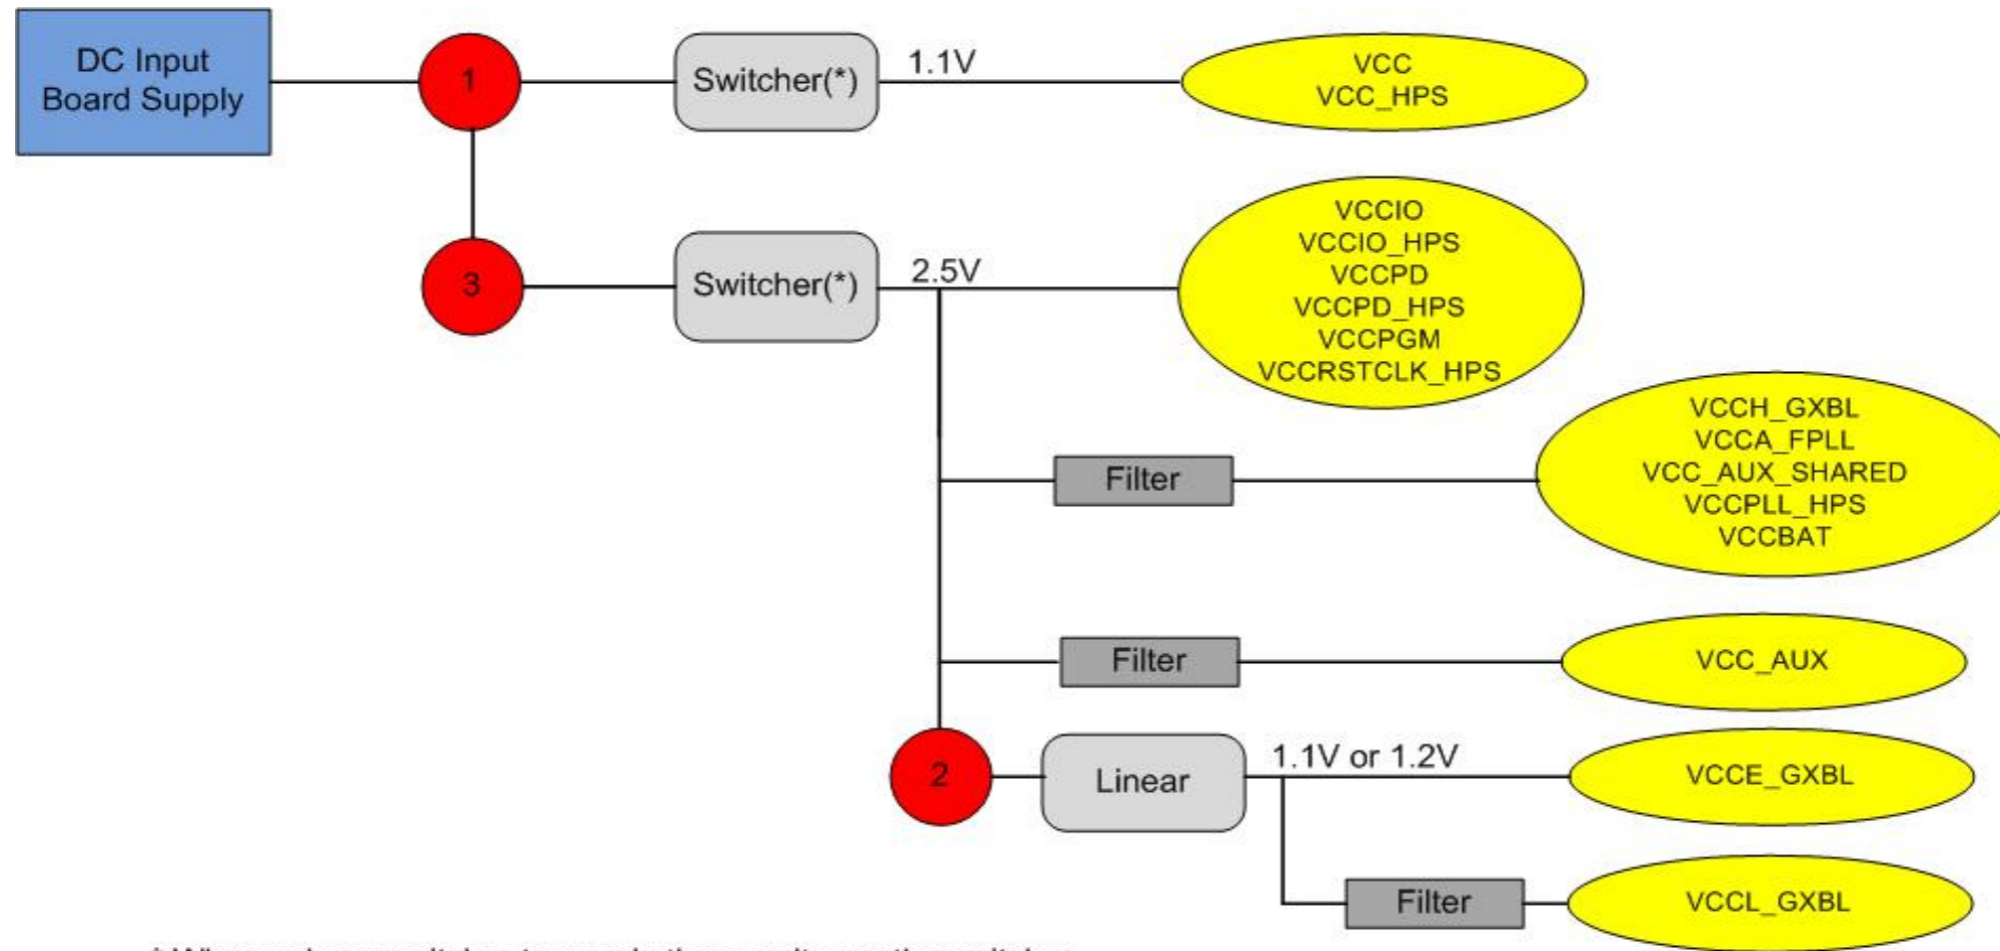 DC Input
Board Supply
1
Switcher(*)
1.1V
VCC
VCC_HPS
3
Switcher(*)
2.5V
VCCIO
VCCIO_HPS
VCCPD
VCCPD_HPS
VCCPGM
VCCRSTCLK_HPS
Filter
VCCH_GXBL
VCCA_FPLL
VCC_AUX_SHARED
VCCPLL_HPS
VCCBAT
Filter
VCC_AUX
2
Linear
1.1V or 1.2V
VCCE_GXBL
Filter
VCCL_GXBL